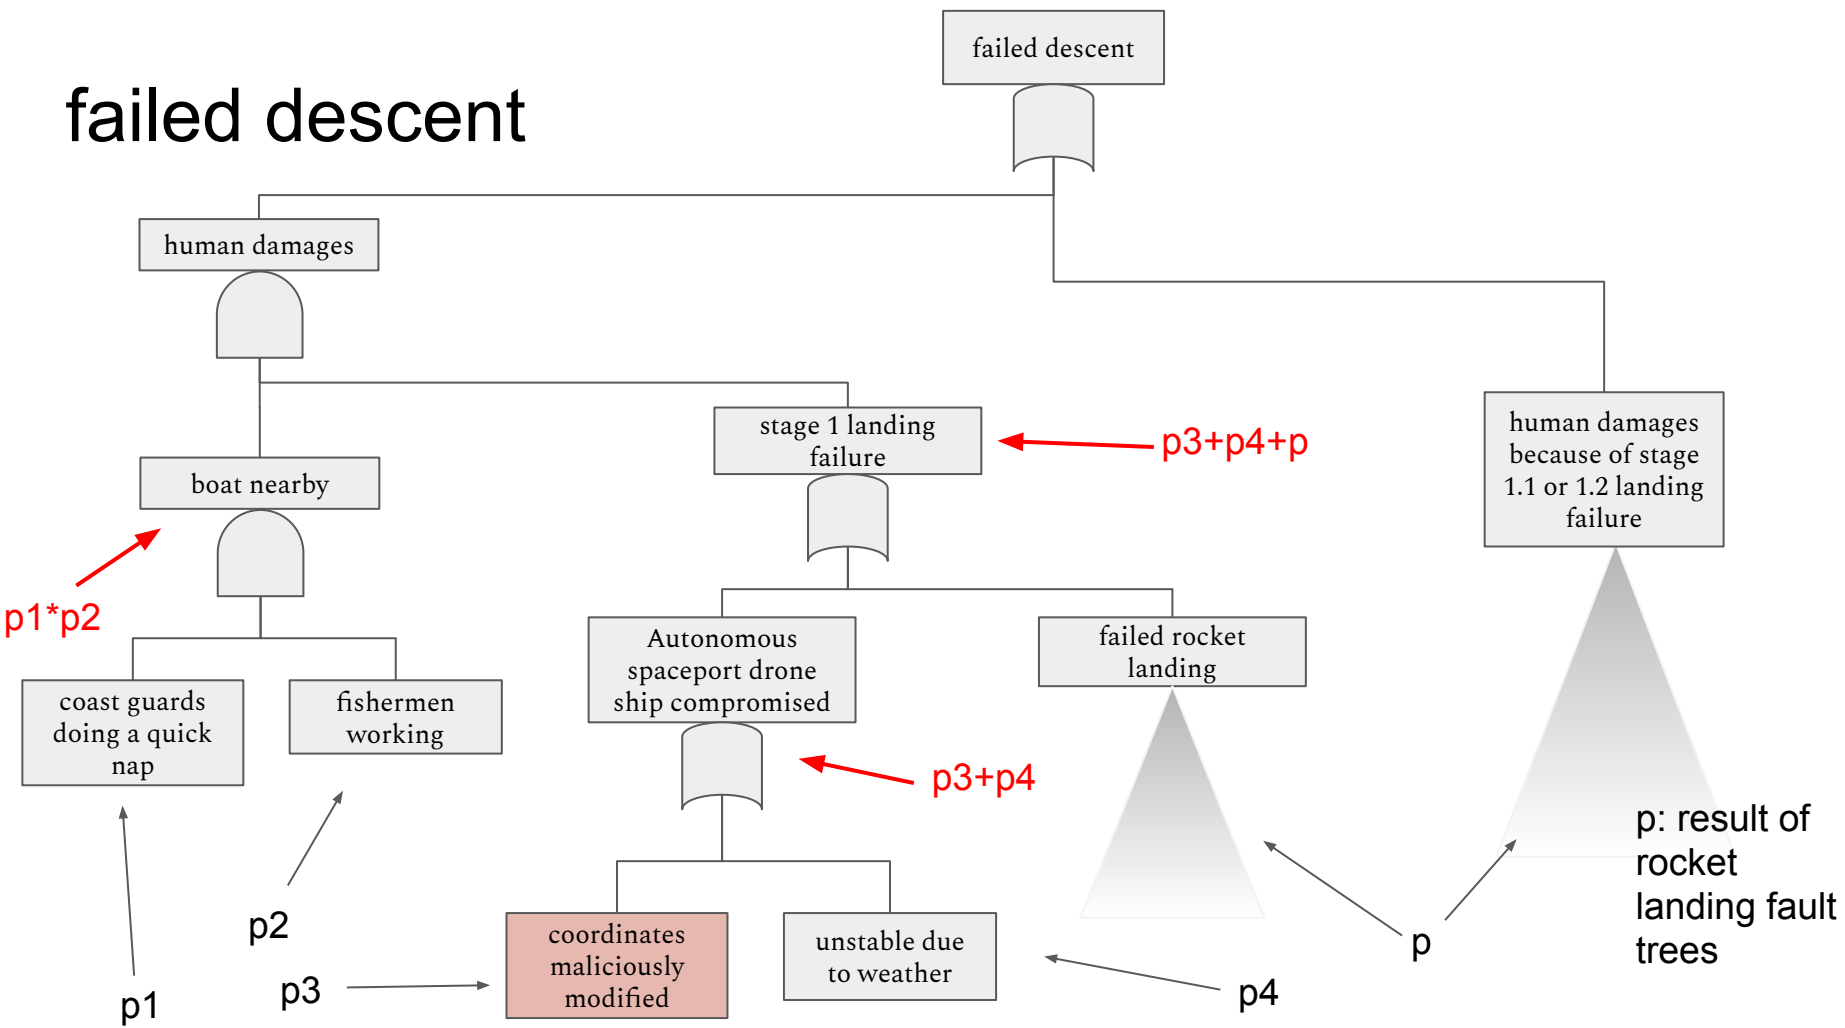 failed descent
failed descent
human damages
stage 1 landing
failure
p3+p4+p
human damages
because of stage
1.1 or 1.2 landing
failure
boat nearby
p1*p2
Autonomous
spaceport drone
ship compromised
failed rocket
landing
coast guards
doing a quick
nap
fishermen
working
p3+p4
p: result of
rocket
landing fault
trees
p2
coordinates
maliciously
modified
unstable due
to weather
p
p1
p3
p4